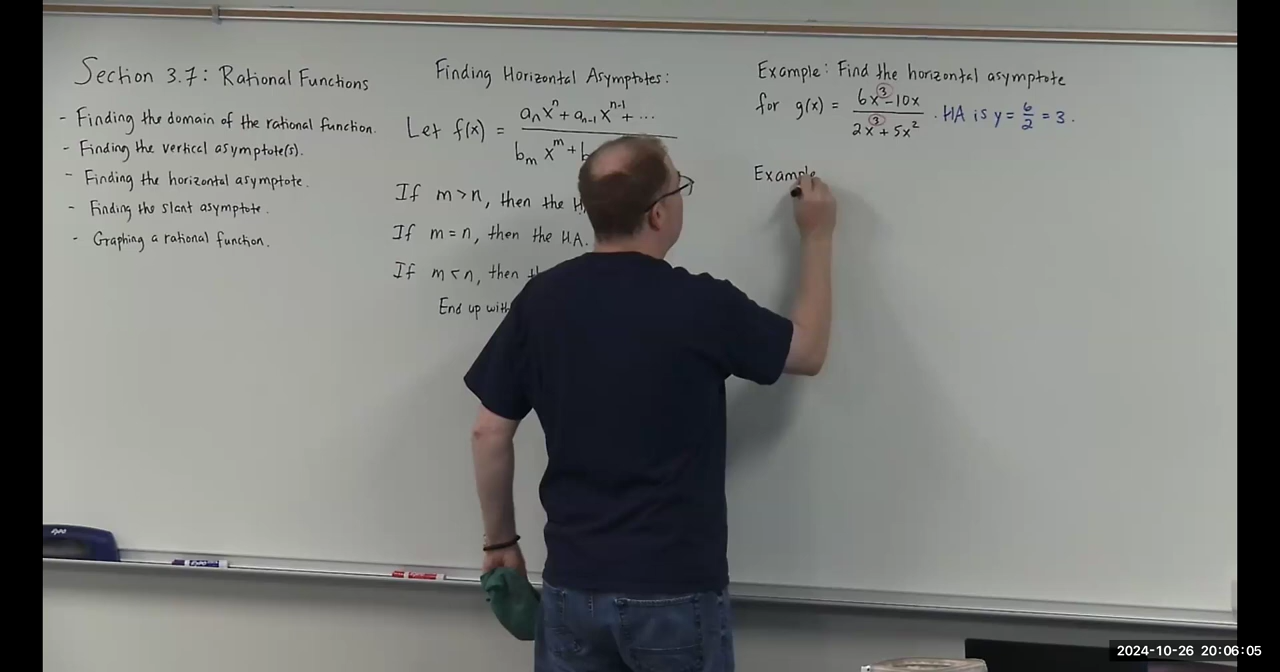 Section 3.7: Rational Functions
- Finding the domain of the rational function.
- Finding the vertical asymptote(s).
- Finding the horizontal asymptote.
- Finding the slant asymptote.
- Graphing a rational function.
Finding Horizontal Asymptotes:
Let f(x) = (aₙxⁿ + aₙ₋₁xⁿ⁻¹ + ...)/(bₘxᵐ + b
If m > n, then the H
If m = n, then the H.A.
If m < n, then
End up with
Example: Find the horizontal asymptote
for g(x) = (6x³ - 10x)/(2x³ + 5x²). HA is y = 6/2 = 3.
Example
EXPO
2024-10-26 20:06:05